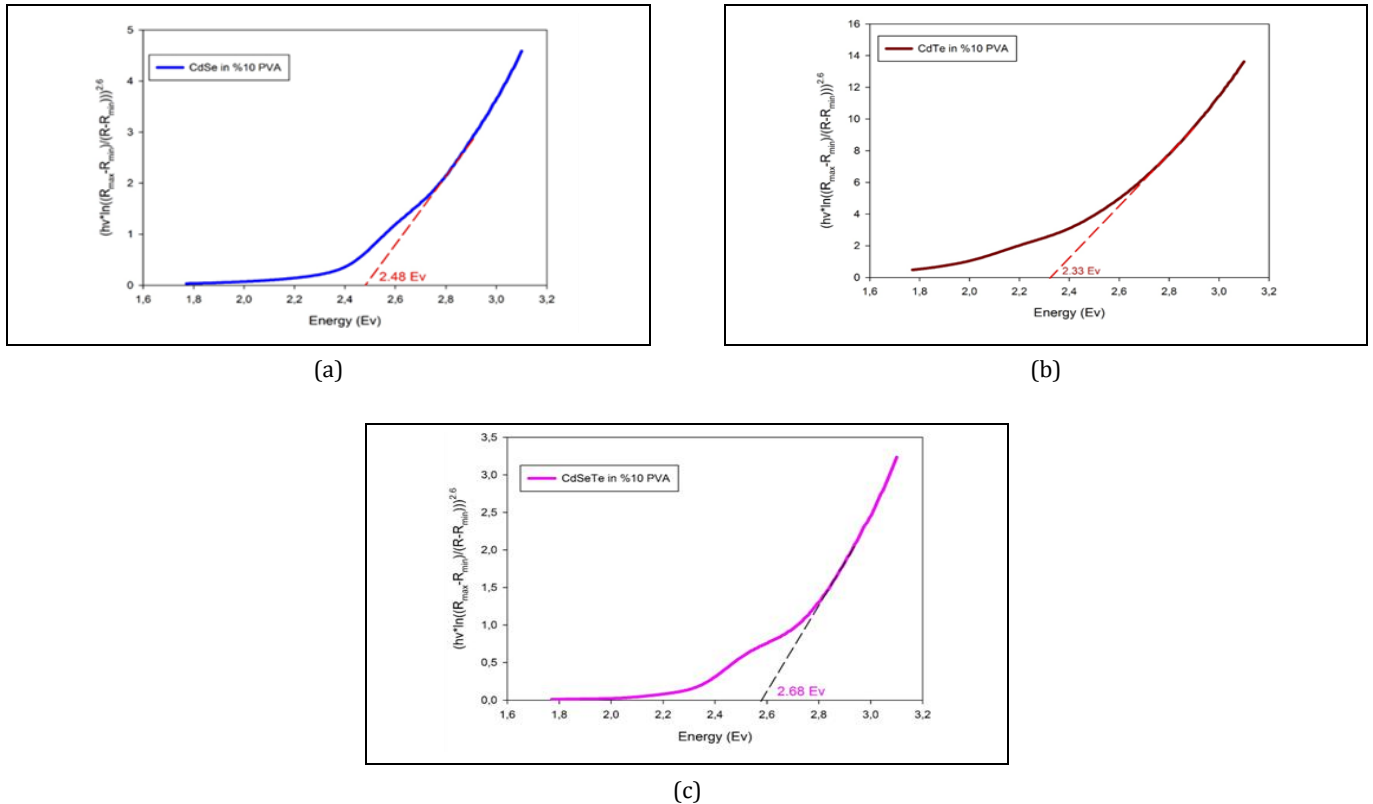 5
4
3
2
1
0
(hν*ln((Rmax-Rmin)/(R-Rmin)))2.6
CdSe in %10 PVA
2.48 Ev
1,6 1,8 2,0 2,2 2,4 2,6 2,8 3,0 3,2
Energy (Ev)
(a)
16
14
12
10
8
6
4
2
0
(hν*ln((Rmax-Rmin)/(R-Rmin)))2.6
CdTe in %10 PVA
2.33 Ev
1,6 1,8 2,0 2,2 2,4 2,6 2,8 3,0 3,2
Energy (Ev)
(b)
3,5
3,0
2,5
2,0
1,5
1,0
0,5
0,0
(hν*ln((Rmax-Rmin)/(R-Rmin)))2.6
CdSeTe in %10 PVA
2.68 Ev
1,6 1,8 2,0 2,2 2,4 2,6 2,8 3,0 3,2
Energy (Ev)
(c)